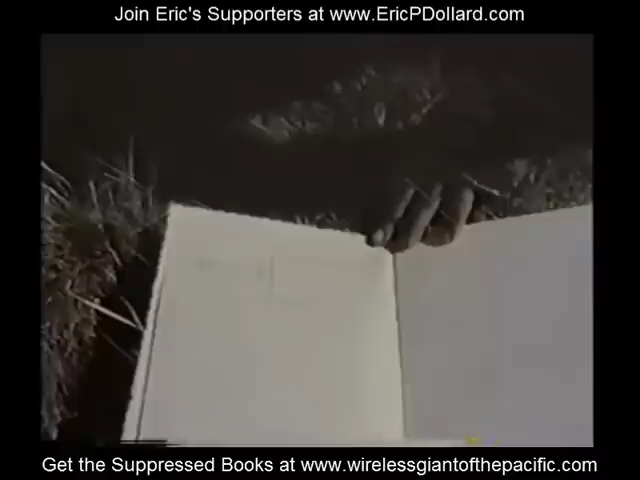 Join Eric's Supporters at www.EricPDollard.com
Get the Suppressed Books at www.wirelessgiantofthepacific.com